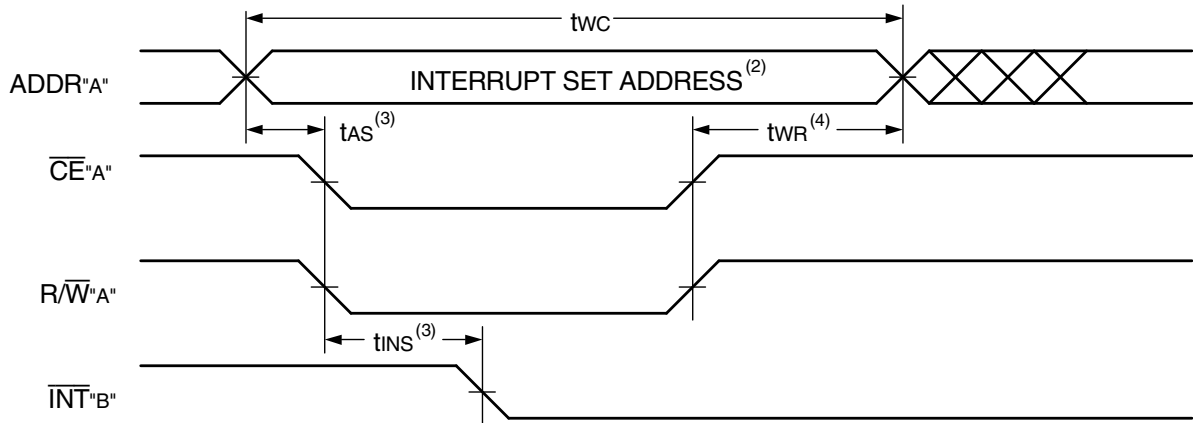 tWC
ADDR"A"
INTERRUPT SET ADDRESS(2)
tAS(3)
tWR(4)
CE"A"
R/W"A"
tINS(3)
INT"B"